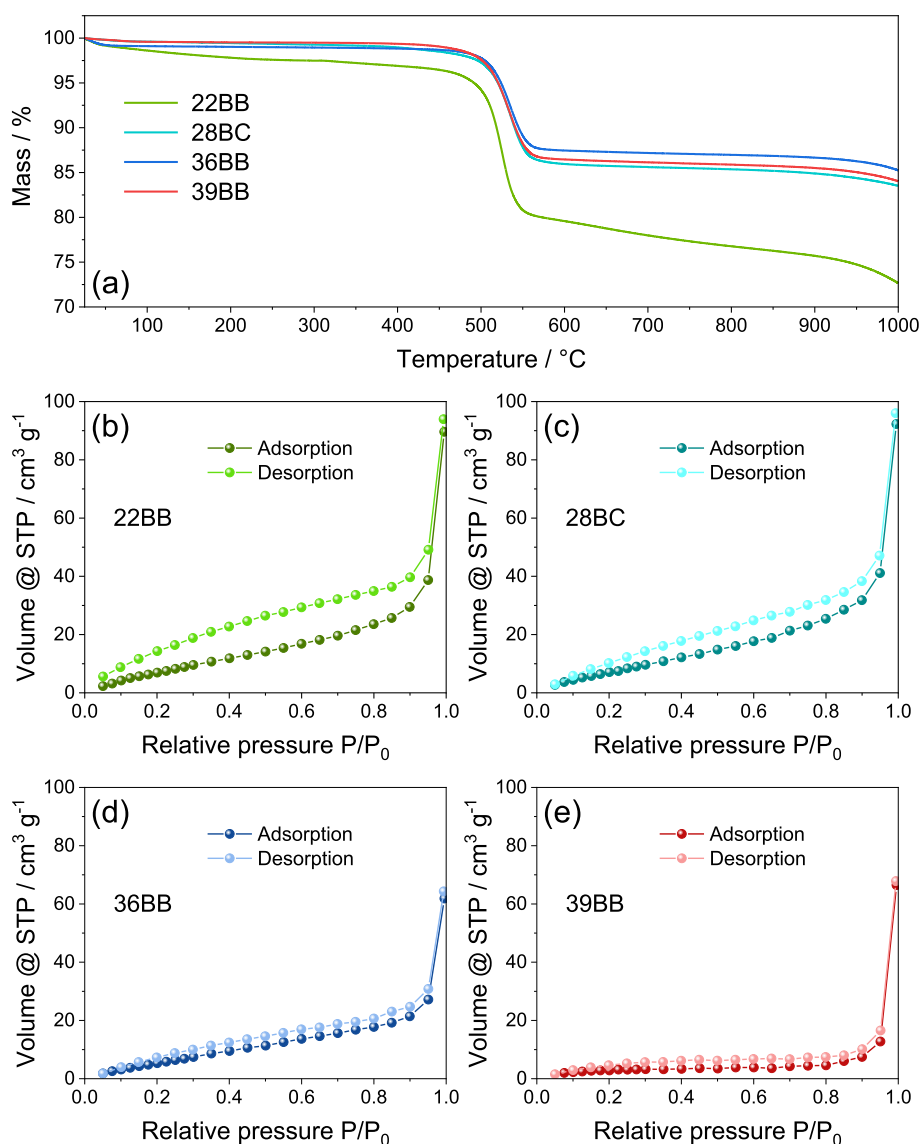 100
95
90
85
80
75
70
Mass / %
22BB
28BC
36BB
39BB
(a)
100 200 300 400 500 600 700 800 900 1000
Temperature / °C
(b)
Adsorption
Desorption
22BB
100
80
60
40
20
0
Volume @ STP / cm³ g⁻¹
0.0 0.2 0.4 0.6 0.8 1.0
Relative pressure P/P₀
(c)
Adsorption
Desorption
28BC
100
80
60
40
20
0
Volume @ STP / cm³ g⁻¹
0.0 0.2 0.4 0.6 0.8 1.0
Relative pressure P/P₀
(d)
Adsorption
Desorption
36BB
100
80
60
40
20
0
Volume @ STP / cm³ g⁻¹
0.0 0.2 0.4 0.6 0.8 1.0
Relative pressure P/P₀
(e)
Adsorption
Desorption
39BB
100
80
60
40
20
0
Volume @ STP / cm³ g⁻¹
0.0 0.2 0.4 0.6 0.8 1.0
Relative pressure P/P₀